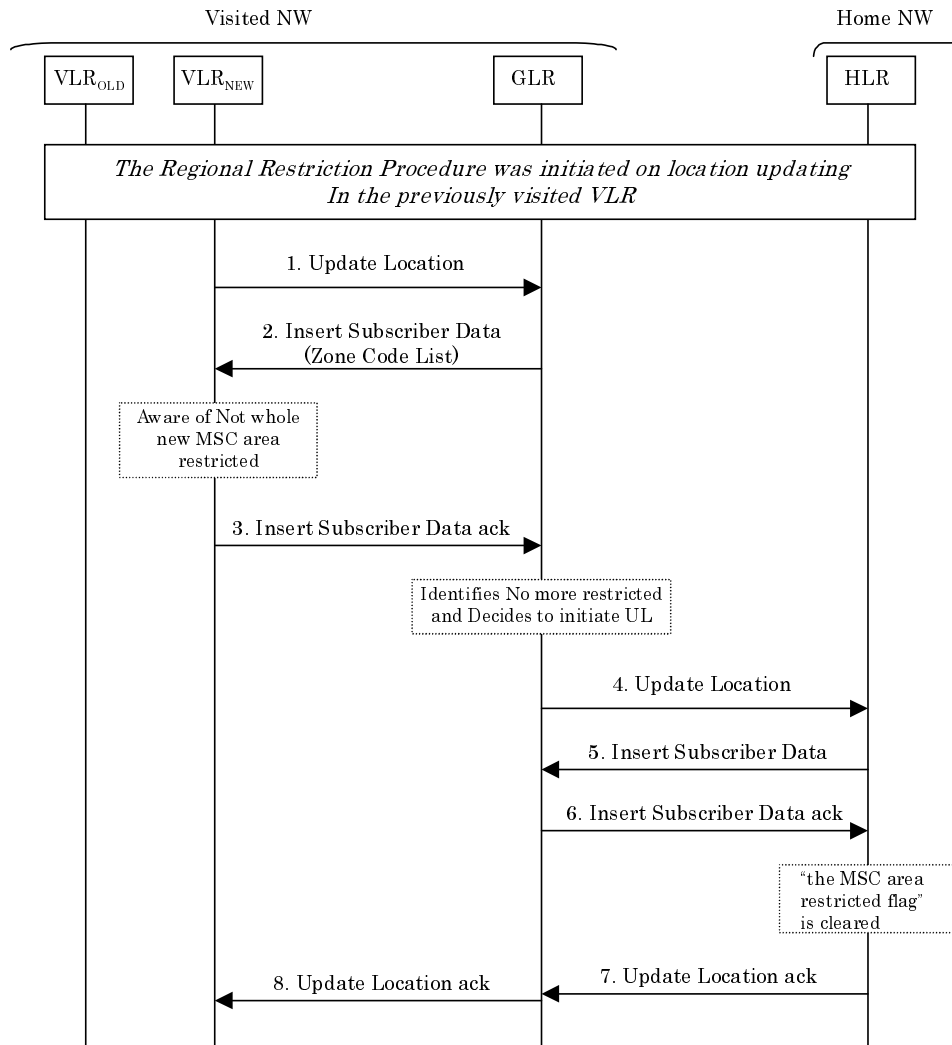 Visited NW
Home NW
VLROLD
VLRNEW
GLR
HLR
The Regional Restriction Procedure was initiated on location updating
In the previously visited VLR
1. Update Location
2. Insert Subscriber Data
(Zone Code List)
Aware of Not whole
new MSC area
restricted
3. Insert Subscriber Data ack
Identifies No more restricted
and Decides to initiate UL
4. Update Location
5. Insert Subscriber Data
6. Insert Subscriber Data ack
“the MSC area
restricted flag”
is cleared
7. Update Location ack
8. Update Location ack